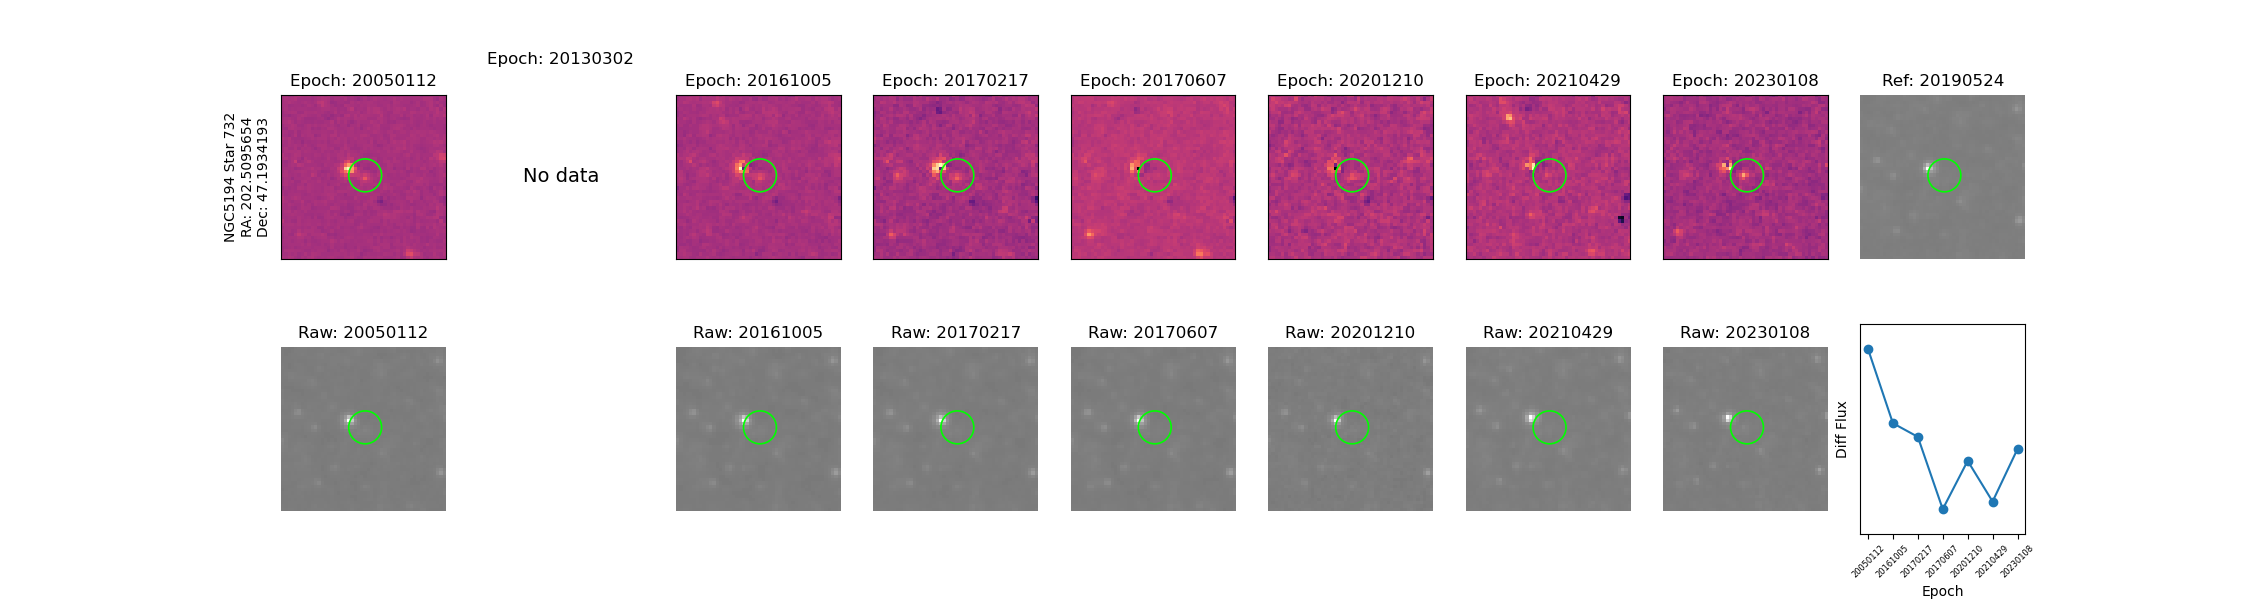 Epoch: 20130302
Epoch: 20050112
Epoch: 20161005
Epoch: 20170217
Epoch: 20170607
Epoch: 20201210
Epoch: 20210429
Epoch: 20230108
Ref: 20190524
NGC5194 Star 732
RA: 202.5095654
Dec: 47.1934193
No data
Raw: 20050112
Raw: 20161005
Raw: 20170217
Raw: 20170607
Raw: 20201210
Raw: 20210429
Raw: 20230108
Diff Flux
20050112
20161005
20170217
20170607
20201210
20210429
20230108
Epoch